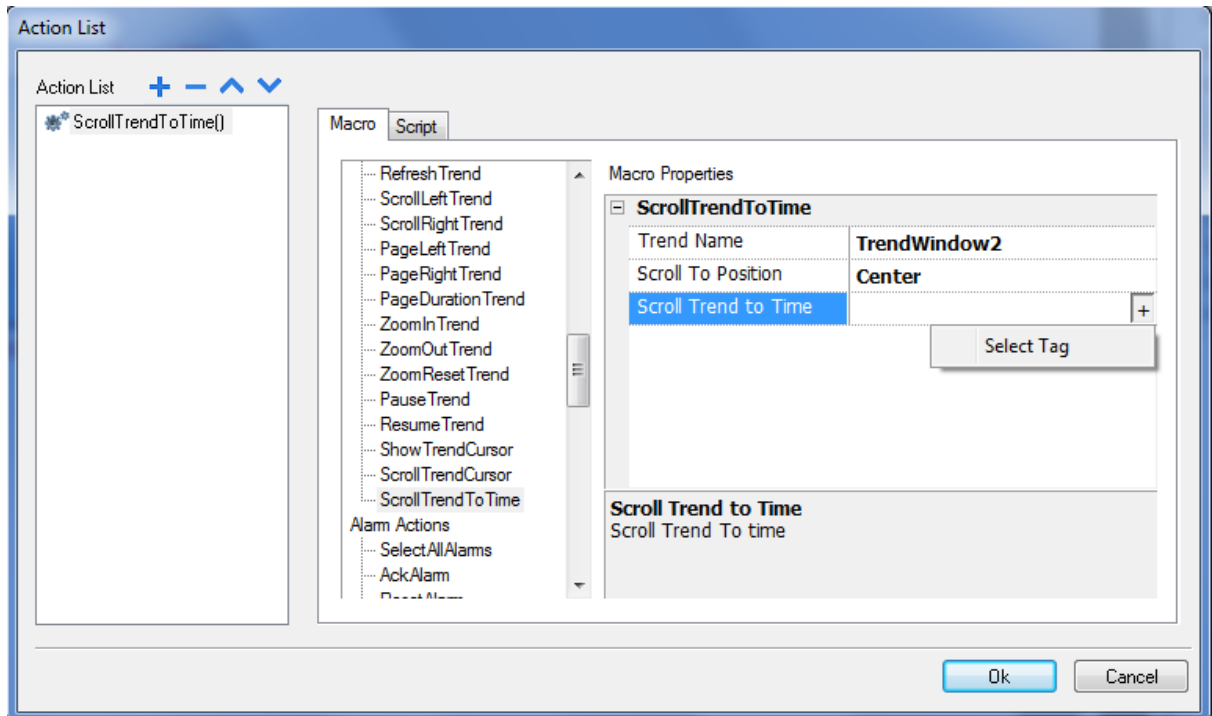 Action List
Action List
ScrollTrendToTime()
Macro
Script
RefreshTrend
ScrollLeftTrend
ScrollRightTrend
PageLeftTrend
PageRightTrend
PageDurationTrend
ZoomInTrend
ZoomOutTrend
ZoomResetTrend
PauseTrend
ResumeTrend
ShowTrendCursor
ScrollTrendCursor
ScrollTrendToTime
Alarm Actions
SelectAllAlarms
AckAlarm
Macro Properties
ScrollTrendToTime
Trend Name TrendWindow2
Scroll To Position Center
Scroll Trend to Time +
Select Tag
Scroll Trend to Time
Scroll Trend To time
Ok
Cancel